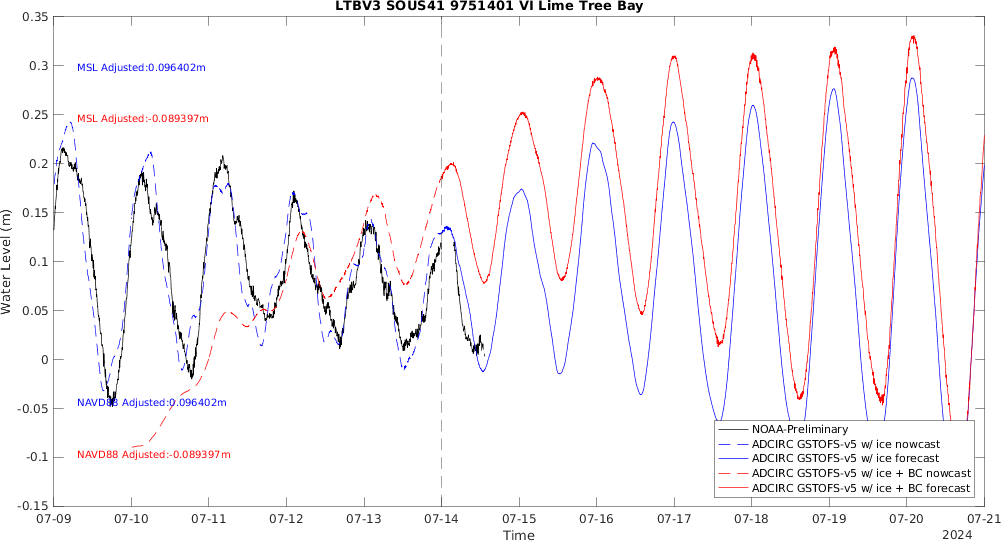 LTBV3 SOUS41 9751401 VI Lime Tree Bay
0.35
0.3
0.25
0.2
0.15
0.1
0.05
0
-0.05
-0.1
-0.15
Water Level (m)
MSL Adjusted:0.096402m
MSL Adjusted:-0.089397m
NAVD88 Adjusted:0.096402m
NAVD88 Adjusted:-0.089397m
NOAA-Preliminary
ADCIRC GSTOFS-v5 w/ ice nowcast
ADCIRC GSTOFS-v5 w/ ice forecast
ADCIRC GSTOFS-v5 w/ ice + BC nowcast
ADCIRC GSTOFS-v5 w/ ice + BC forecast
07-09 07-10 07-11 07-12 07-13 07-14 07-15 07-16 07-17 07-18 07-19 07-20 07-21
Time
2024